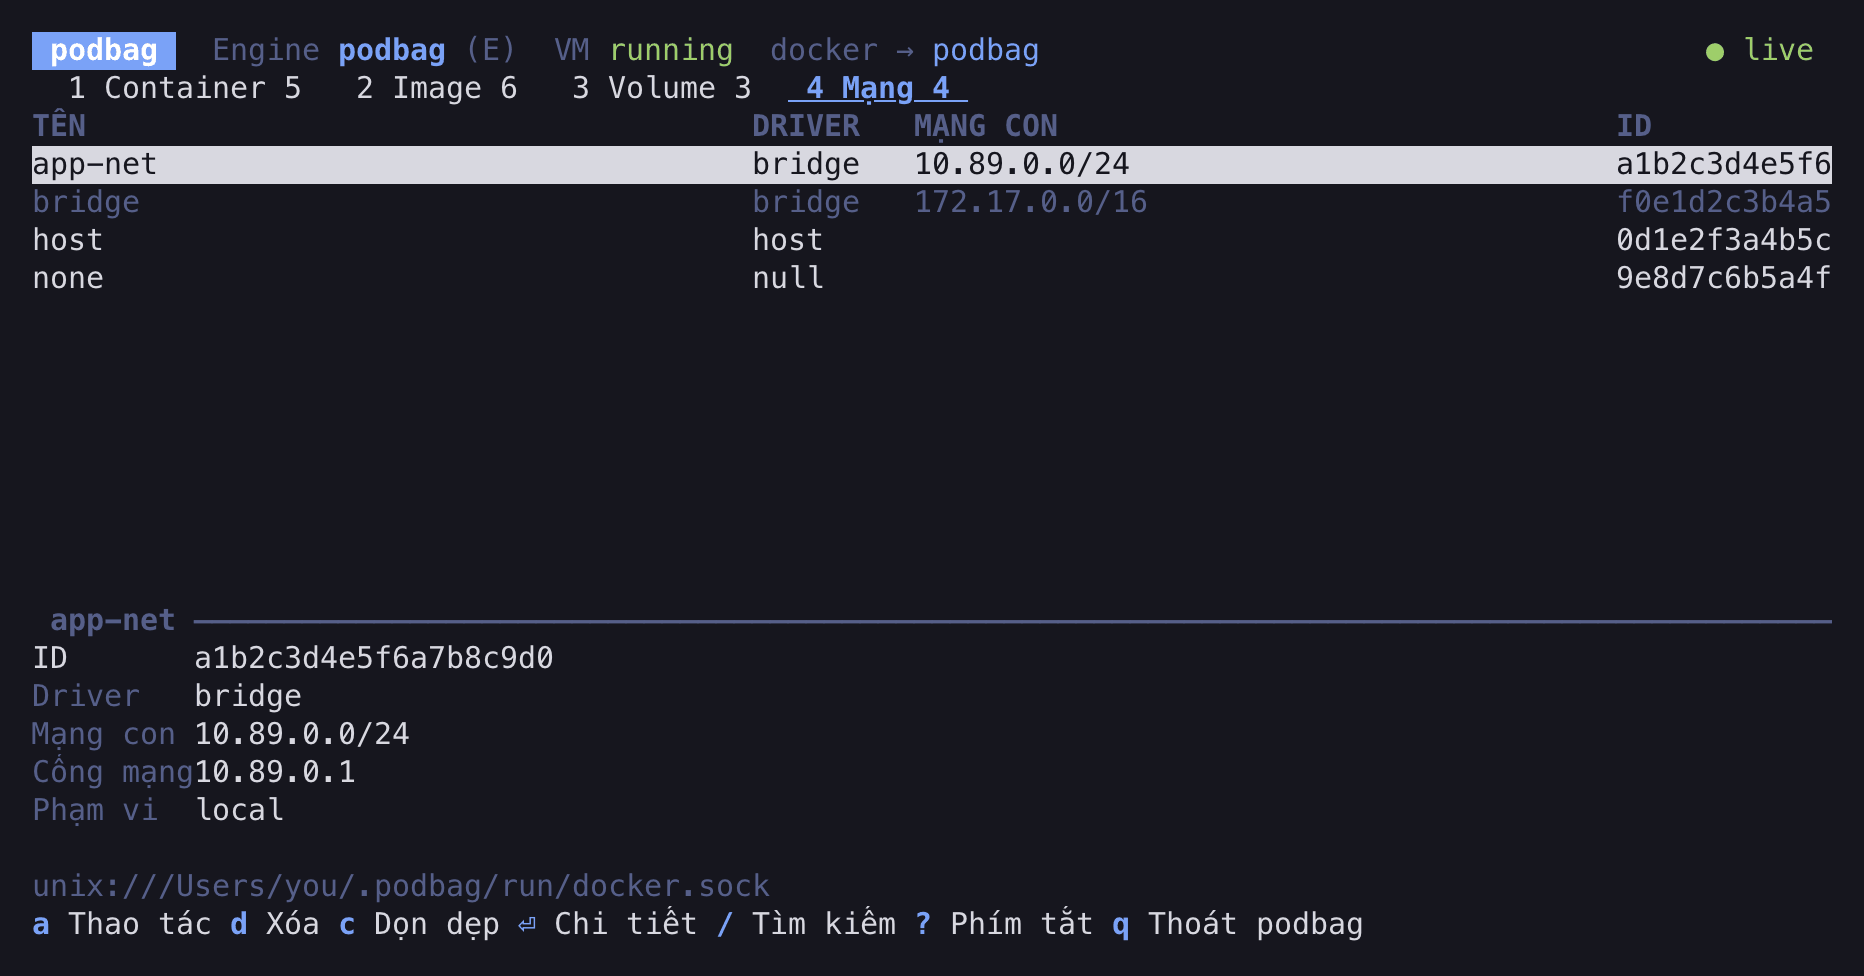 podbag Engine podbag (E) VM running docker → podbag ● live
1 Container 5 2 Image 6 3 Volume 3 4 Mạng 4
TÊN DRIVER MẠNG CON ID
app-net bridge 10.89.0.0/24 a1b2c3d4e5f6
bridge bridge 172.17.0.0/16 f0e1d2c3b4a5
host host 0d1e2f3a4b5c
none null 9e8d7c6b5a4f
app-net
ID a1b2c3d4e5f6a7b8c9d0
Driver bridge
Mạng con 10.89.0.0/24
Cổng mạng10.89.0.1
Phạm vi local
unix:///Users/you/.podbag/run/docker.sock
a Thao tác d Xóa c Dọn dẹp ⏎ Chi tiết / Tìm kiếm ? Phím tắt q Thoát podbag